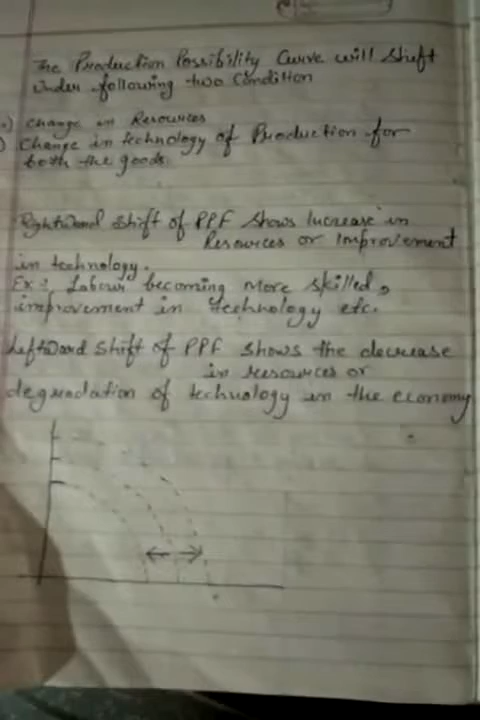 The Production Possibility Curve will Shift
under following two Condition
Change in Resources
Change in technology of Production for
both the goods
Rightward Shift of PPF Shows Increase in
Resources or Improvement
in technology.
Ex: Labour becoming More skilled,
improvement in technology etc.
Leftward Shift of PPF shows the decrease
in resources or
degradation of technology in the economy